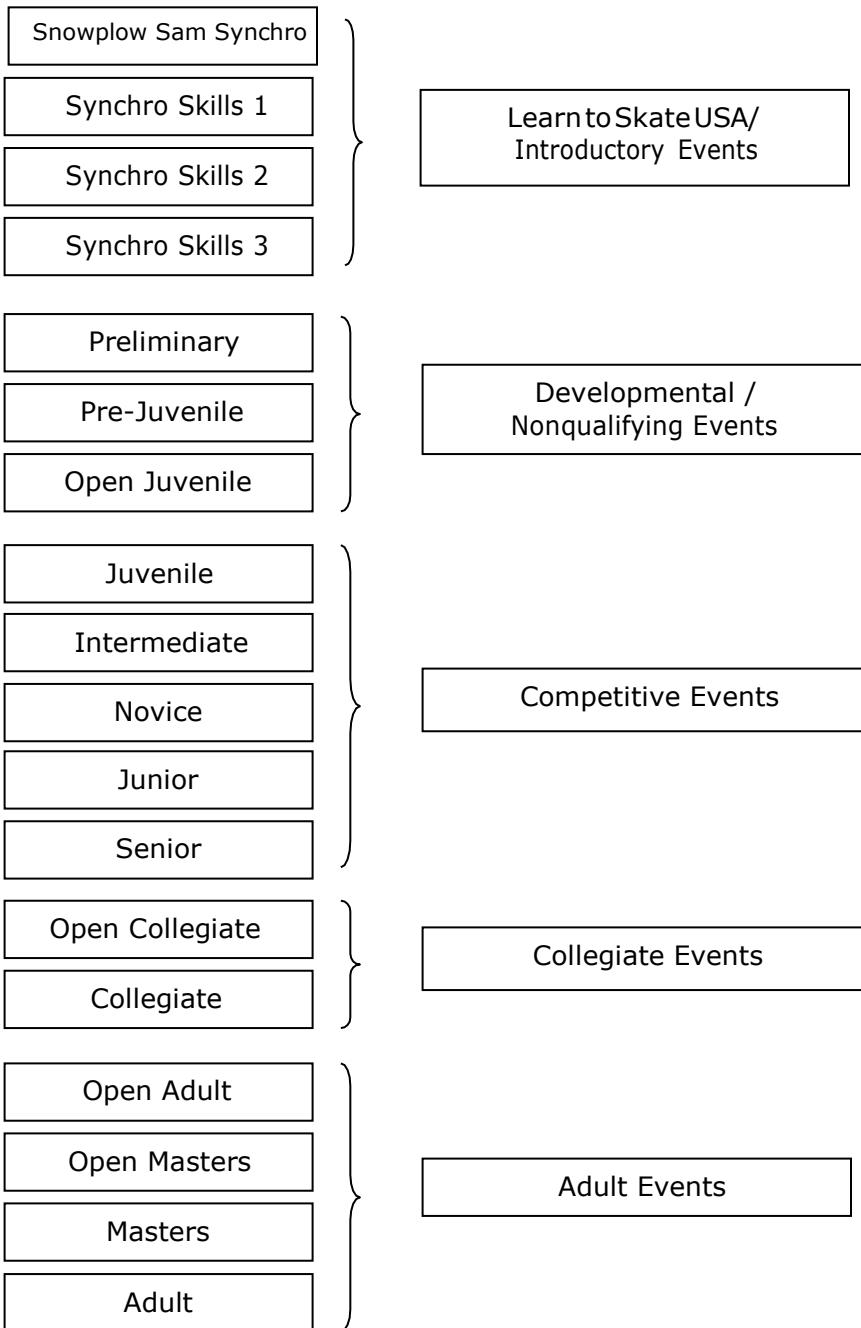 Snowplow Sam Synchro
Synchro Skills 1
Synchro Skills 2
Synchro Skills 3
Learn to Skate USA/
Introductory Events
Preliminary
Pre-Juvenile
Open Juvenile
Developmental /
Nonqualifying Events
Juvenile
Intermediate
Novice
Junior
Senior
Competitive Events
Open Collegiate
Collegiate
Collegiate Events
Open Adult
Open Masters
Masters
Adult
Adult Events